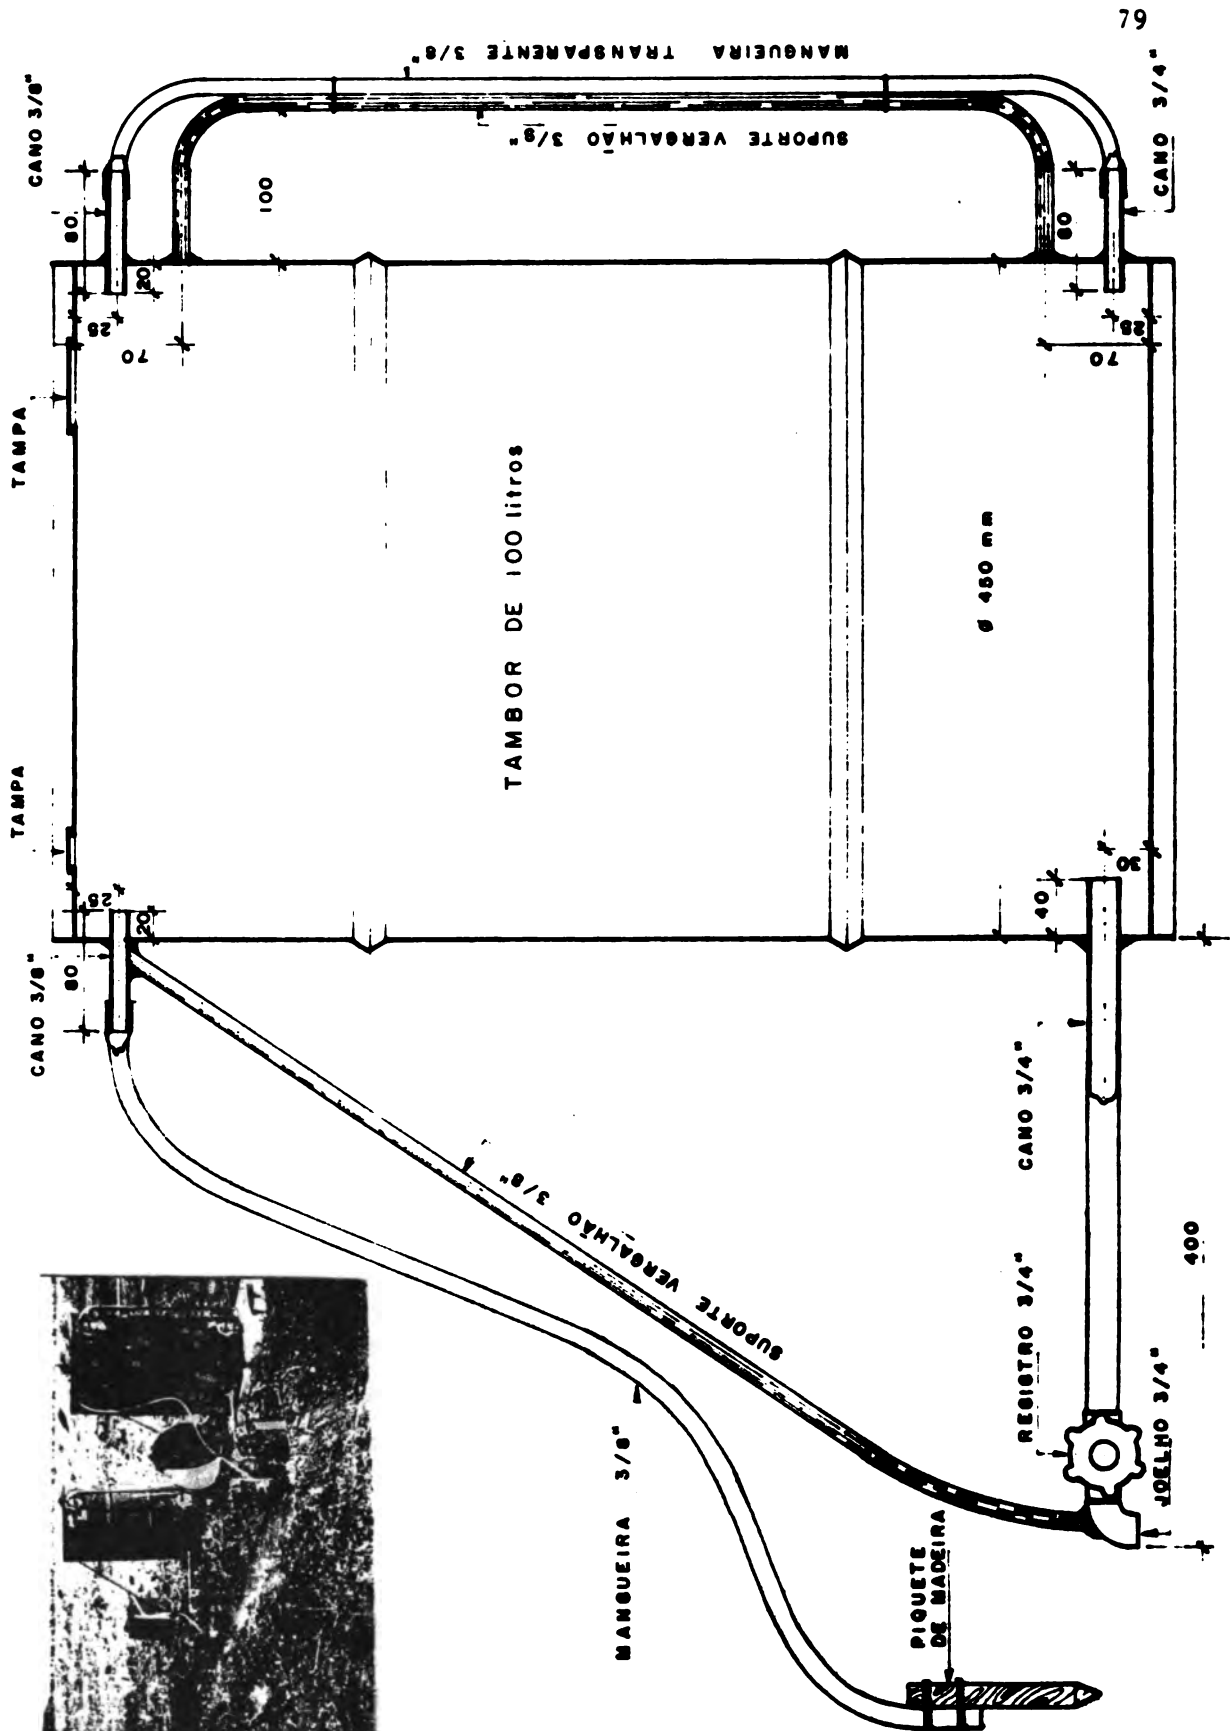 79
MANGUEIRA TRANSPARENTE 3/8"
SUPORTE VERGALHÃO 3/8"
CANO 3/8"
80
20
25
70
100
CANO 3/4"
80
25
70
TAMPA
TAMPA
TAMBOR DE 100 litros
ø 450 mm
CANO 3/8"
80
20
25
40
30
CANO 3/4"
SUPORTE VERGALHÃO 3/8"
MANGUEIRA 3/8"
REGISTRO 3/4"
JOELHO 3/4"
400
PIQUETE
DE MADEIRA